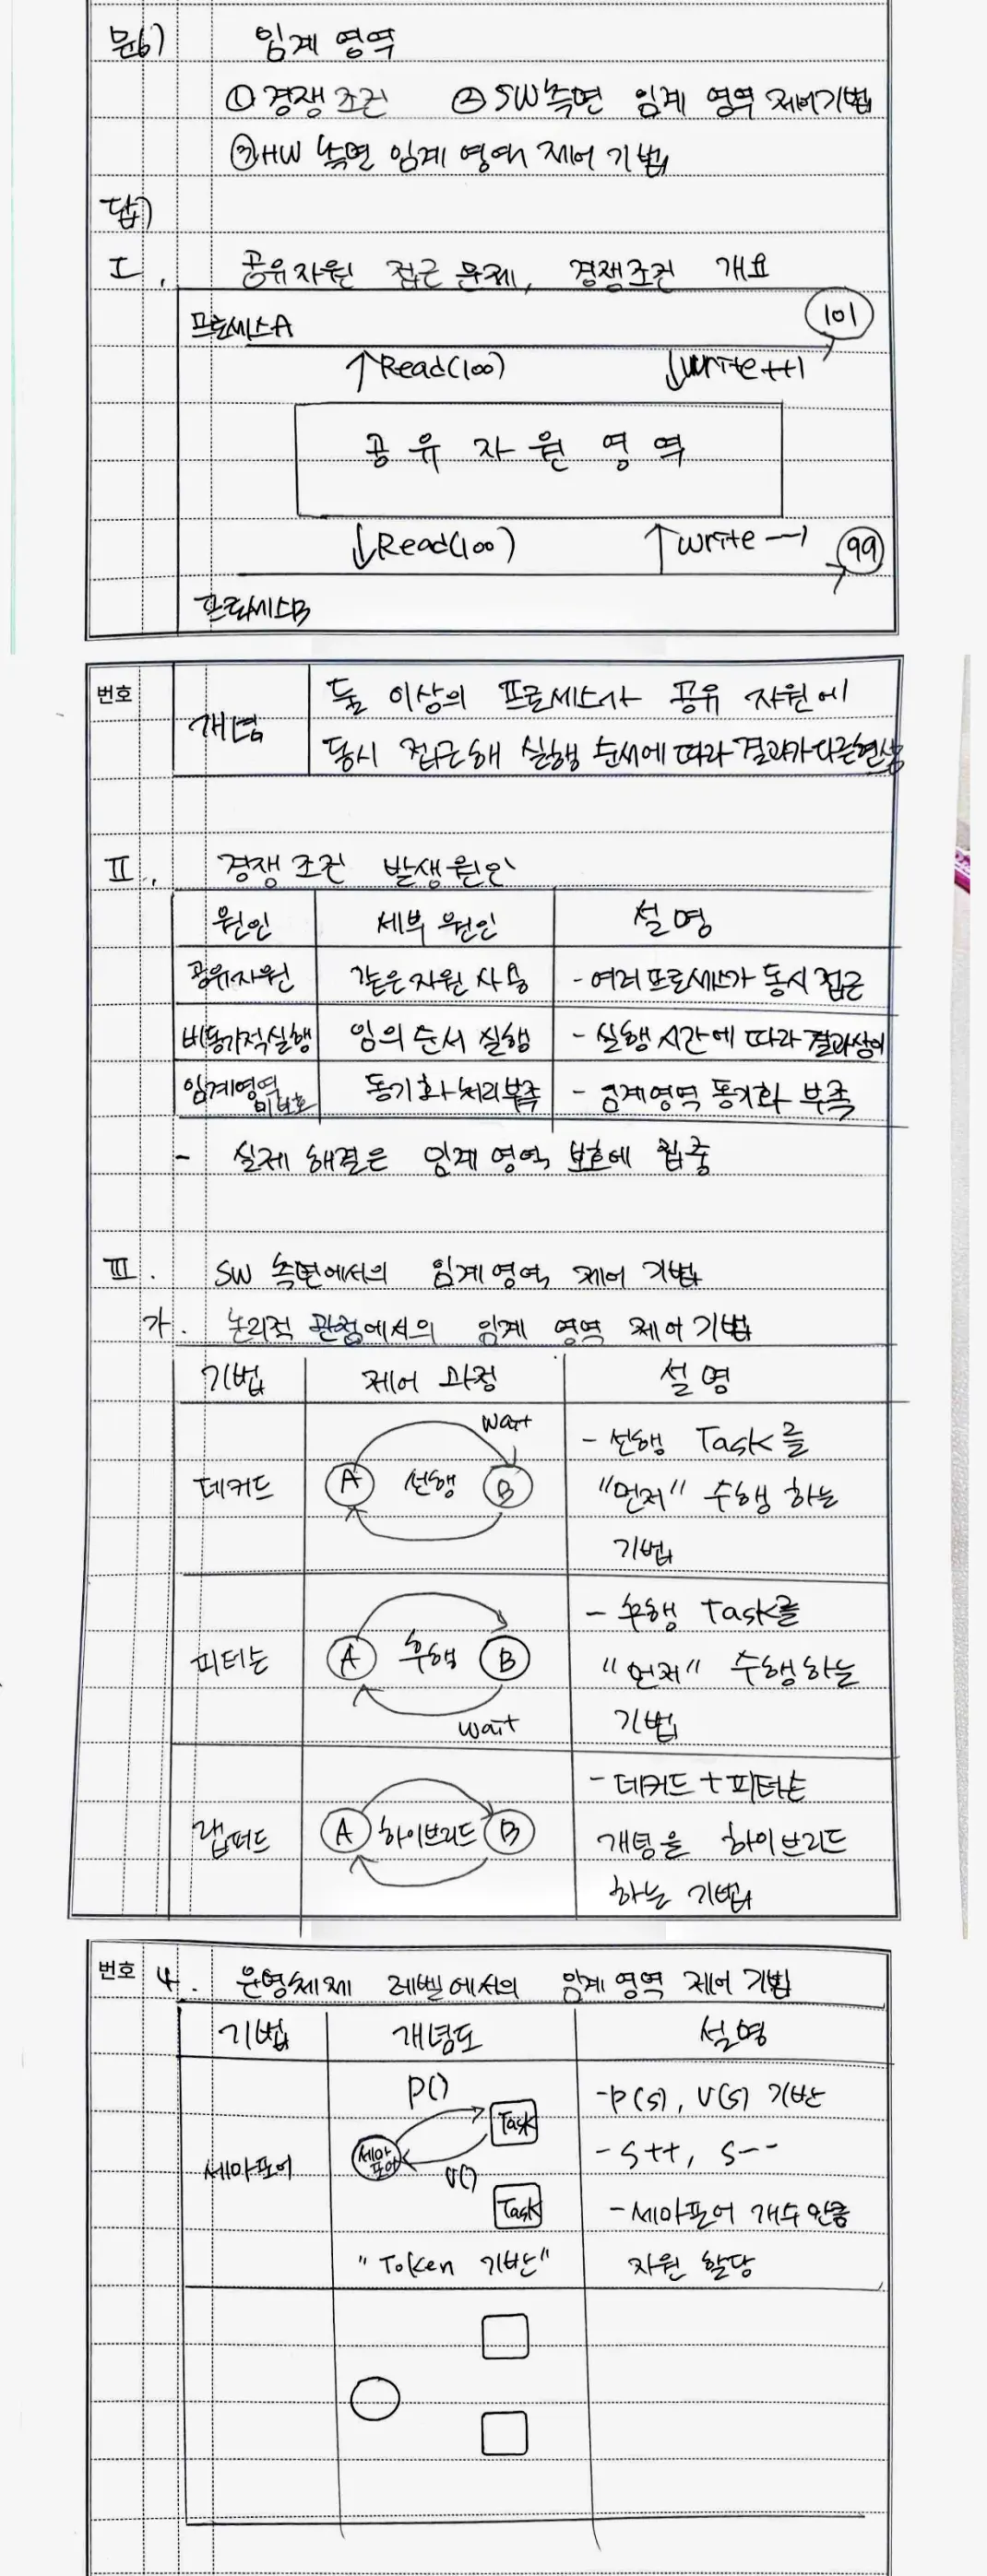 문6) 임계 영역
① 경쟁 조건 ② SW측면 임계 영역 제어기법
③ HW 측면 임계 영역 제어 기법
답)
I. 공유자원 접근 문제, 경쟁조건 개요
프로세스A
101
↑Read(100) ↓write++1
공유자원영역
↓Read(100) ↑write--1
99
프로세스B
번호
개념
둘 이상의 프로세스가 공유 자원에
동시 접근해 실행 순서에 따라 결과가 다른현상
II. 경쟁 조건 발생원인
원인 세부 원인 설명
공유자원 같은 자원 사용 - 여러 프로세스가 동시 접근
비동기적실행 임의 순서 실행 - 실행 시간에 따라 결과상이
임계영역 미보호 동기화 처리부족 - 임계영역 동기화 부족
- 실제 해결은 임계 영역 보호에 집중
III. SW 측면에서의 임계영역 제어 기법
가. 논리적 관점에서의 임계 영역 제어 기법
기법 제어 과정 설명
데커드
wait
A 선행 B
- 선행 Task를
"먼저" 수행 하는
기법
피터슨
A 후행 B
wait
- 후행 Task를
"먼저" 수행하는
기법
램퍼드
A 하이브리드 B
- 데커드 + 피터슨
개념을 하이브리드
하는 기법
번호 나. 운영체제 레벨에서의 임계영역 제어 기법
기법 개념도 설명
세마포어
P()
Task
세마포어
V()
Task
"Token 기반"
- P(s), V(s) 기반
- S++, S--
- 세마포어 개수 만큼
자원 할당